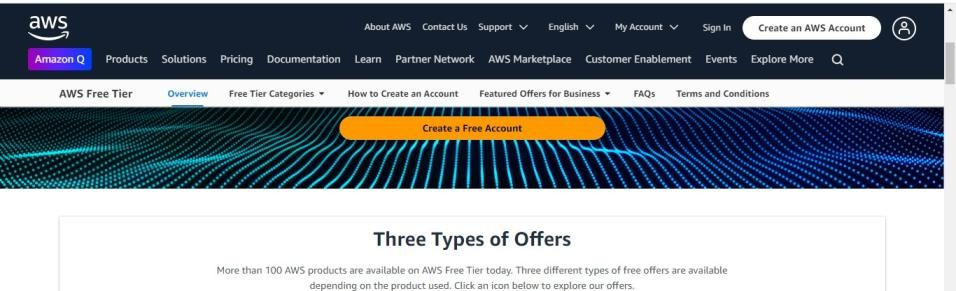 aws
About AWS Contact Us Support English My Account Sign In Create an AWS Account
Amazon Q Products Solutions Pricing Documentation Learn Partner Network AWS Marketplace Customer Enablement Events Explore More
AWS Free Tier Overview Free Tier Categories How to Create an Account Featured Offers for Business FAQs Terms and Conditions
Create a Free Account
Three Types of Offers
More than 100 AWS products are available on AWS Free Tier today. Three different types of free offers are available
depending on the product used. Click an icon below to explore our offers.